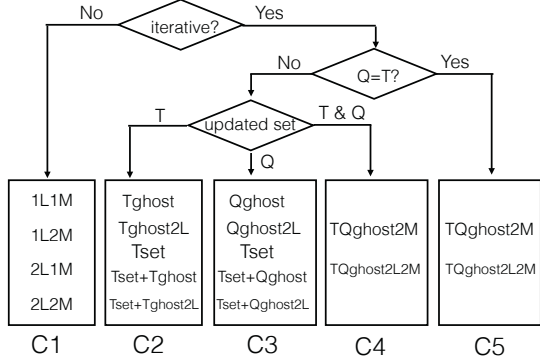 No
iterative?
Yes
No
Q=T?
Yes
T
updated set
T & Q
Q
1L1M
1L2M
2L1M
2L2M
Tghost
Tghost2L
Tset
Tset+Tghost
Tset+Tghost2L
Qghost
Qghost2L
Tset
Tset+Qghost
Tset+Qghost2L
TQghost2M
TQghost2L2M
TQghost2M
TQghost2L2M
C1
C2
C3
C4
C5